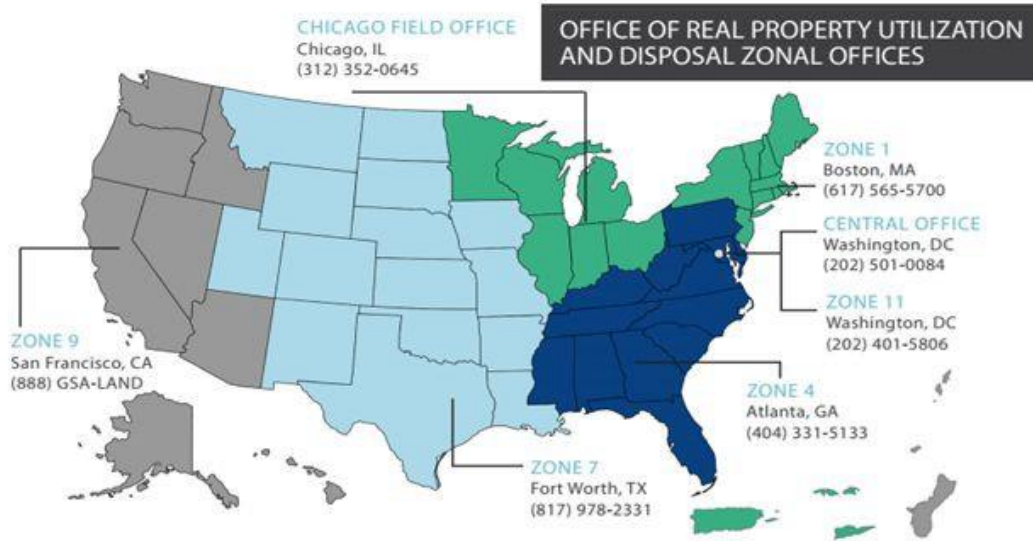 OFFICE OF REAL PROPERTY UTILIZATION
AND DISPOSAL ZONAL OFFICES
CHICAGO FIELD OFFICE
Chicago, IL
(312) 352-0645
ZONE 1
Boston, MA
(617) 565-5700
CENTRAL OFFICE
Washington, DC
(202) 501-0084
ZONE 11
Washington, DC
(202) 401-5806
ZONE 9
San Francisco, CA
(888) GSA-LAND
ZONE 4
Atlanta, GA
(404) 331-5133
ZONE 7
Fort Worth, TX
(817) 978-2331